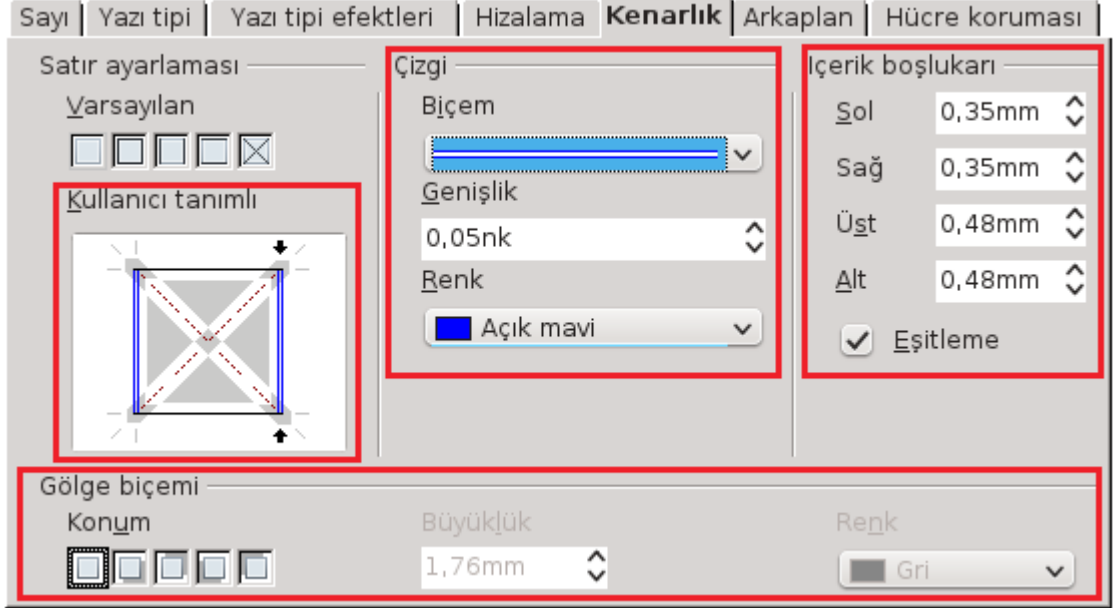 Sayı Yazı tipi Yazı tipi efektleri Hizalama Kenarlık Arkaplan Hücre koruması
Satır ayarlaması
Varsayılan
Kullanıcı tanımlı
Çizgi
Biçem
Genişlik
0,05nk
Renk
Açık mavi
Içerik boşlukarı
Sol 0,35mm
Sağ 0,35mm
Üst 0,48mm
Alt 0,48mm
Eşitleme
Gölge biçemi
Konum Büyüklük Renk
1,76mm Gri